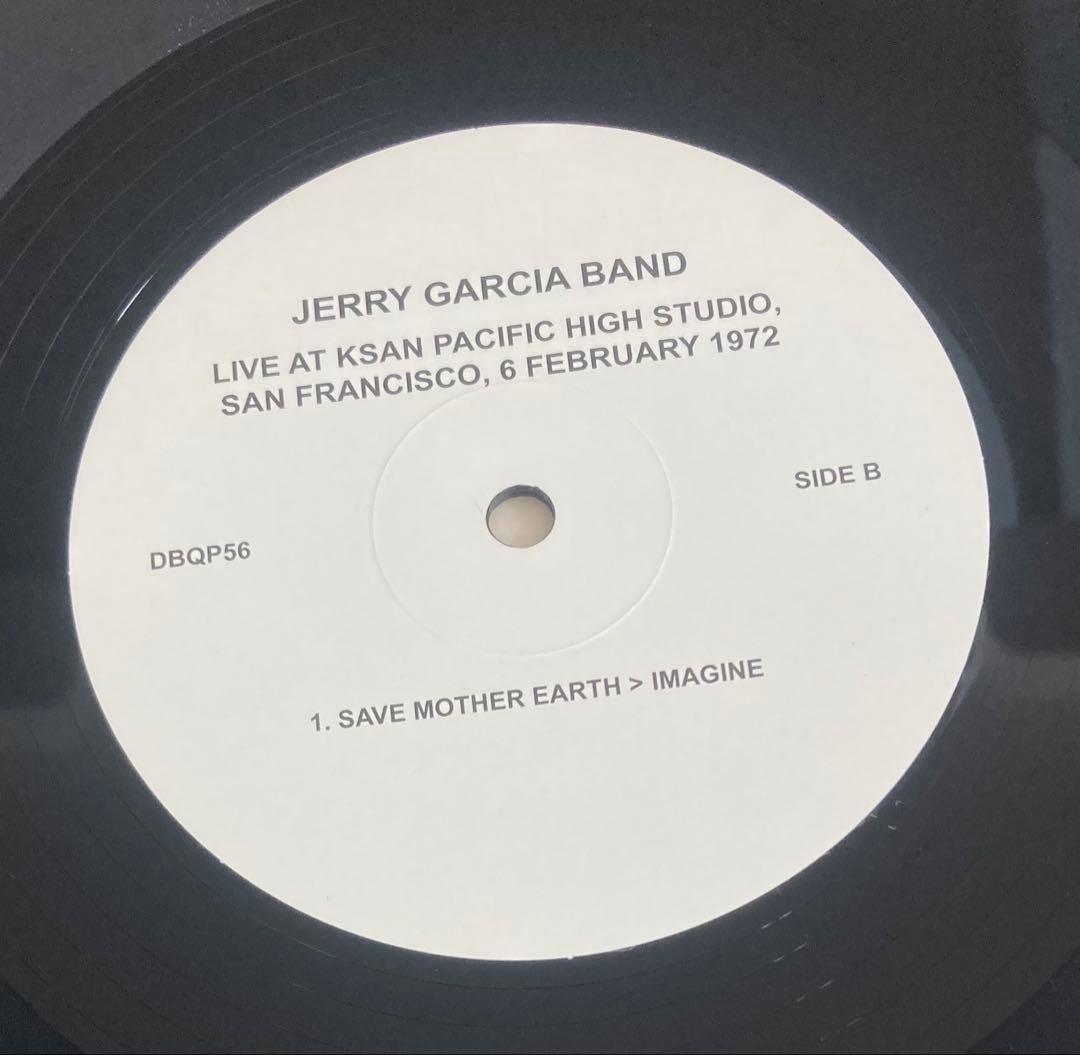 JERRY GARCIA BAND
LIVE AT KSAN PACIFIC HIGH STUDIO,
SAN FRANCISCO, 6 FEBRUARY 1972
SIDE B
DBQP56
1. SAVE MOTHER EARTH > IMAGINE